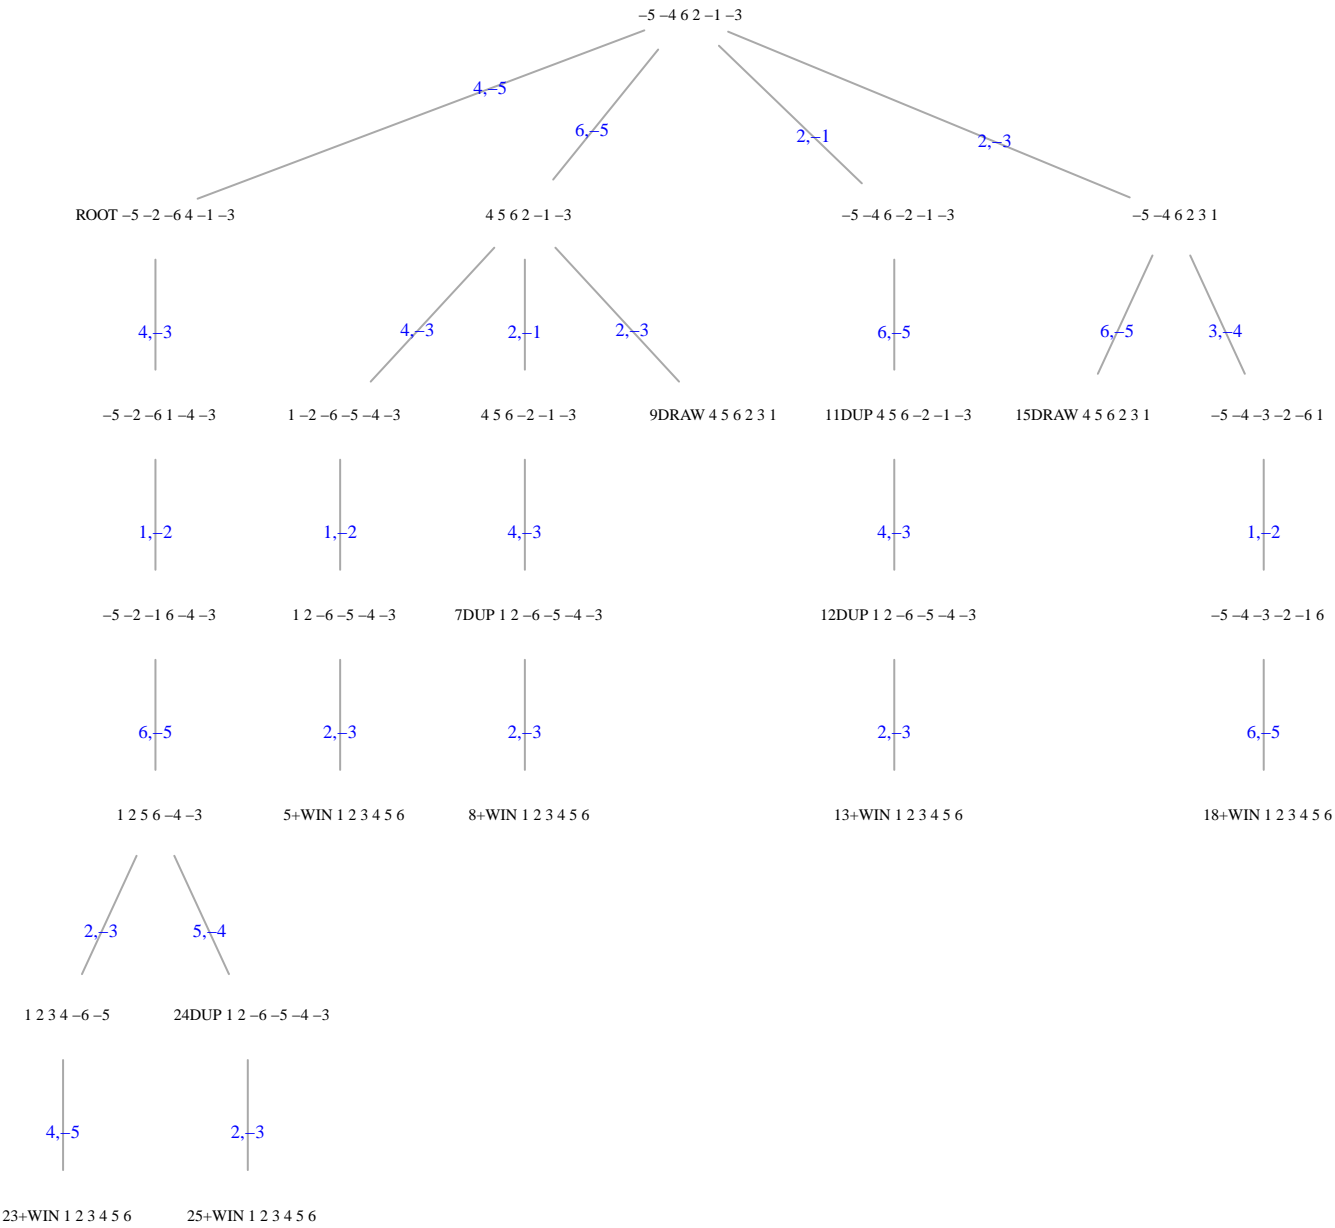 −5 −4 6 2 −1 −3
4,−5
6,−5
2,−1
2,−3
ROOT −5 −2 −6 4 −1 −3
4 5 6 2 −1 −3
−5 −4 6 −2 −1 −3
−5 −4 6 2 3 1
4,−3
4,−3
2,−1
2,−3
6,−5
6,−5
3,−4
−5 −2 −6 1 −4 −3
1 −2 −6 −5 −4 −3
4 5 6 −2 −1 −3
9DRAW 4 5 6 2 3 1
11DUP 4 5 6 −2 −1 −3
15DRAW 4 5 6 2 3 1
−5 −4 −3 −2 −6 1
1,−2
1,−2
4,−3
4,−3
1,−2
−5 −2 −1 6 −4 −3
1 2 −6 −5 −4 −3
7DUP 1 2 −6 −5 −4 −3
12DUP 1 2 −6 −5 −4 −3
−5 −4 −3 −2 −1 6
6,−5
2,−3
2,−3
2,−3
6,−5
1 2 5 6 −4 −3
5+WIN 1 2 3 4 5 6
8+WIN 1 2 3 4 5 6
13+WIN 1 2 3 4 5 6
18+WIN 1 2 3 4 5 6
2,−3
5,−4
1 2 3 4 −6 −5
24DUP 1 2 −6 −5 −4 −3
4,−5
2,−3
23+WIN 1 2 3 4 5 6
25+WIN 1 2 3 4 5 6